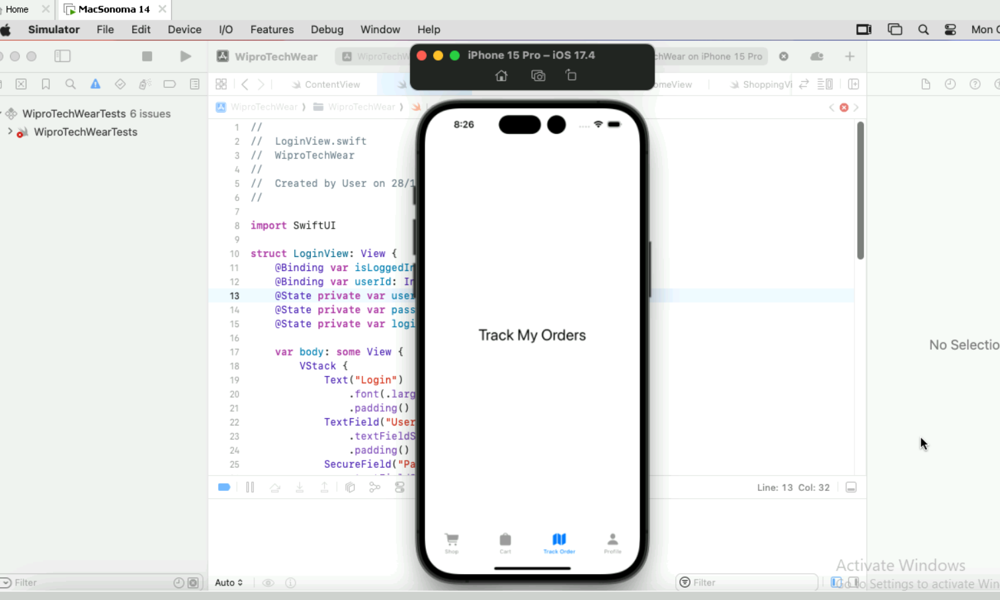 Home
MacSonoma 14
Simulator File Edit Device I/O Features Debug Window Help
Mon
WiproTechWear
WiproTechW
iPhone 15 Pro – iOS 17.4
chWear on iPhone 15 Pro
ContentView
omeView
ShoppingVi
WiproTechWearTests 6 issues
WiproTechWearTests
WiproTechWear
WiproTechWear
1 //
2 // LoginView.swift
3 // WiproTechWear
4 //
5 // Created by User on 28/1
6 //
7
8 import SwiftUI
9
10 struct LoginView: View {
11 @Binding var isLoggedIn
12 @Binding var userId: In
13 @State private var user
14 @State private var pass
15 @State private var logi
16
17 var body: some View {
18 VStack {
19 Text("Login")
20 .font(.larg
21 .padding()
22 TextField("User
23 .textFieldS
24 .padding()
25 SecureField("Pa
8:26
Track My Orders
Shop
Cart
Track Order
Profile
No Selectio
Line: 13 Col: 32
Filter
Auto
Filter
Activate Windows
Go to Settings to activate Win